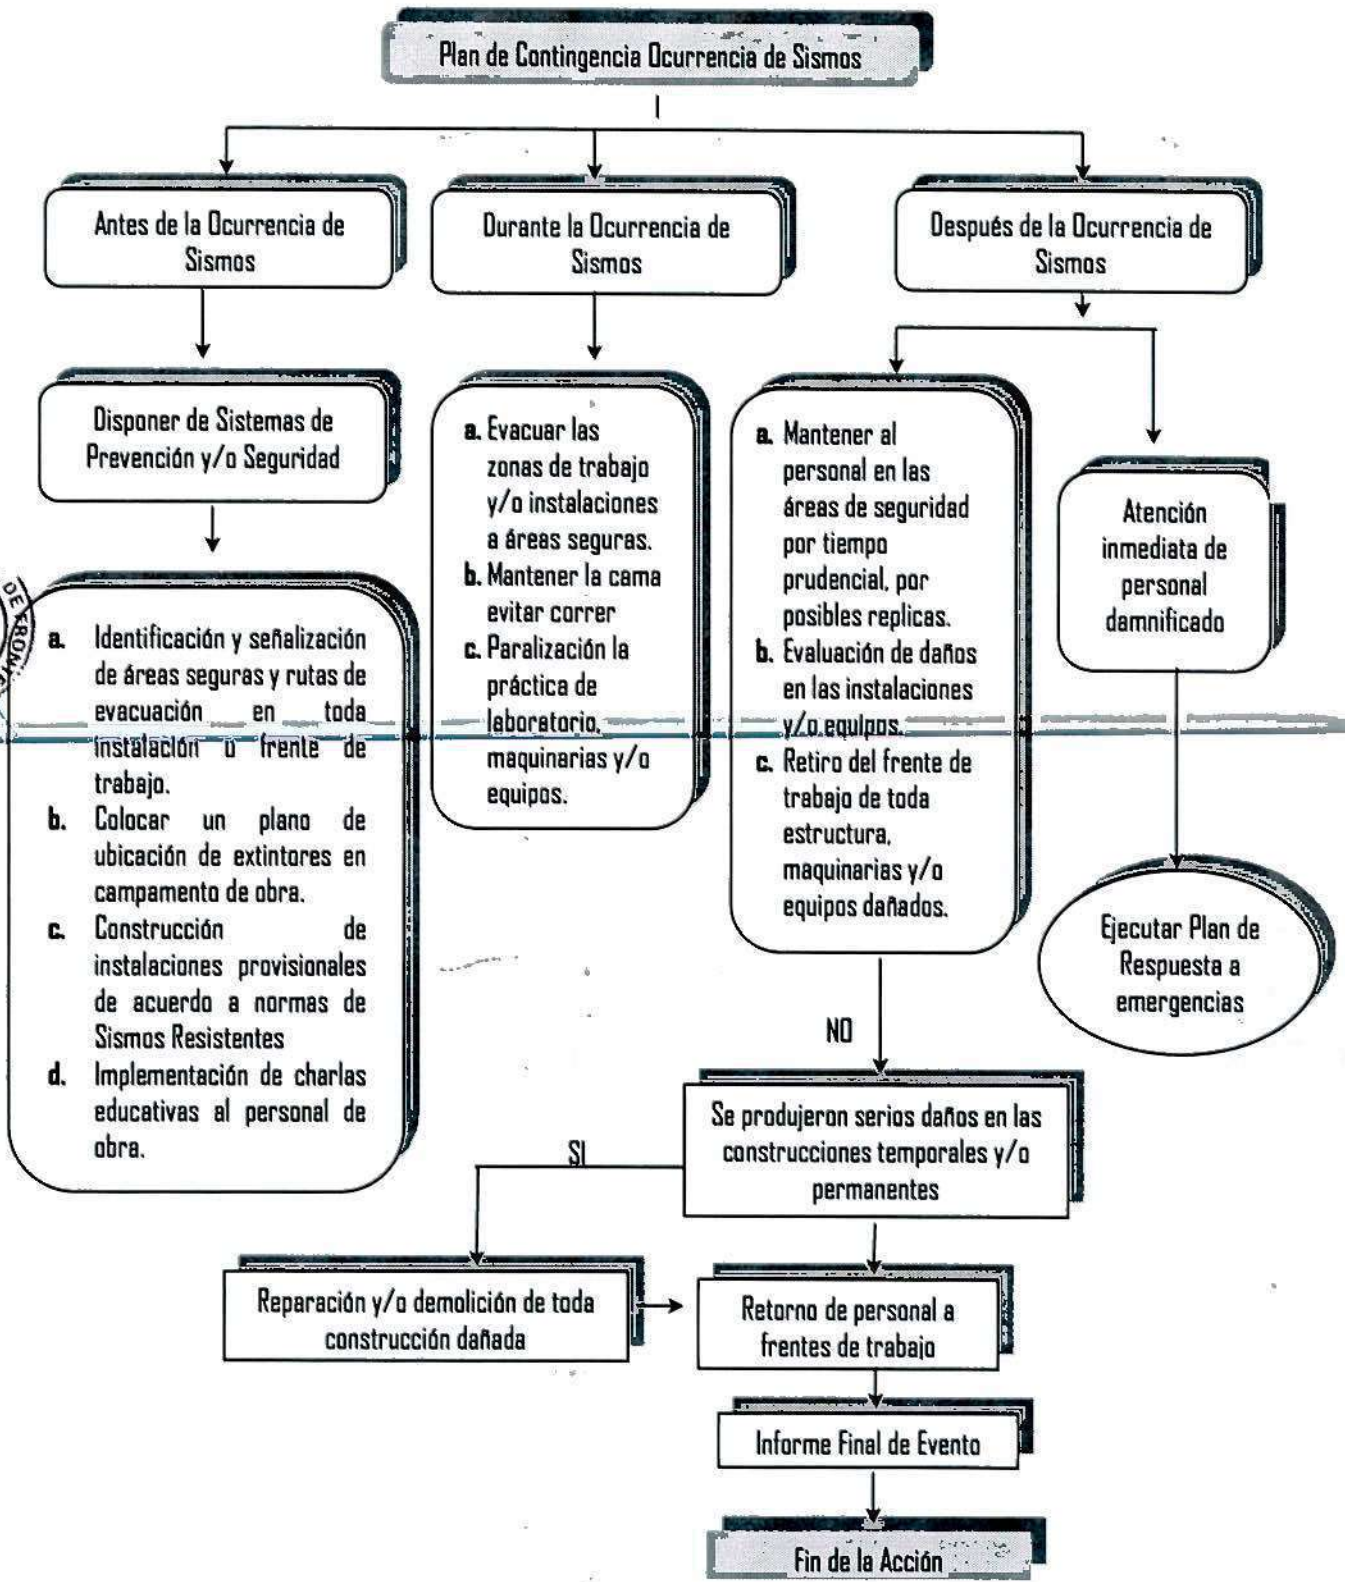 Plan de Contingencia Ocurrencia de Sismos
Antes de la Ocurrencia de
Sismos
Durante la Ocurrencia de
Sismos
Después de la Ocurrencia de
Sismos
Disponer de Sistemas de
Prevención y/o Seguridad
a. Identificación y señalización
de áreas seguras y rutas de
evacuación en toda
instalación o frente de
trabajo.
b. Colocar un plano de
ubicación de extintores en
campamento de obra.
c. Construcción de
instalaciones provisionales
de acuerdo a normas de
Sismos Resistentes
d. Implementación de charlas
educativas al personal de
obra.
a. Evacuar las
zonas de trabajo
y/o instalaciones
a áreas seguras.
b. Mantener la cama
evitar correr
c. Paralización la
práctica de
laboratorio,
maquinarias y/o
equipos.
a. Mantener al
personal en las
áreas de seguridad
por tiempo
prudencial, por
posibles replicas.
b. Evaluación de daños
en las instalaciones
y/o equipos.
c. Retiro del frente de
trabajo de toda
estructura,
maquinarias y/o
equipos dañados.
Atención
inmediata de
personal
damnificado
Ejecutar Plan de
Respuesta a
emergencias
NO
Se produjeron serios daños en las
construcciones temporales y/o
permanentes
SI
Reparación y/o demolición de toda
construcción dañada
Retorno de personal a
frentes de trabajo
Informe Final de Evento
Fin de la Acción
DE